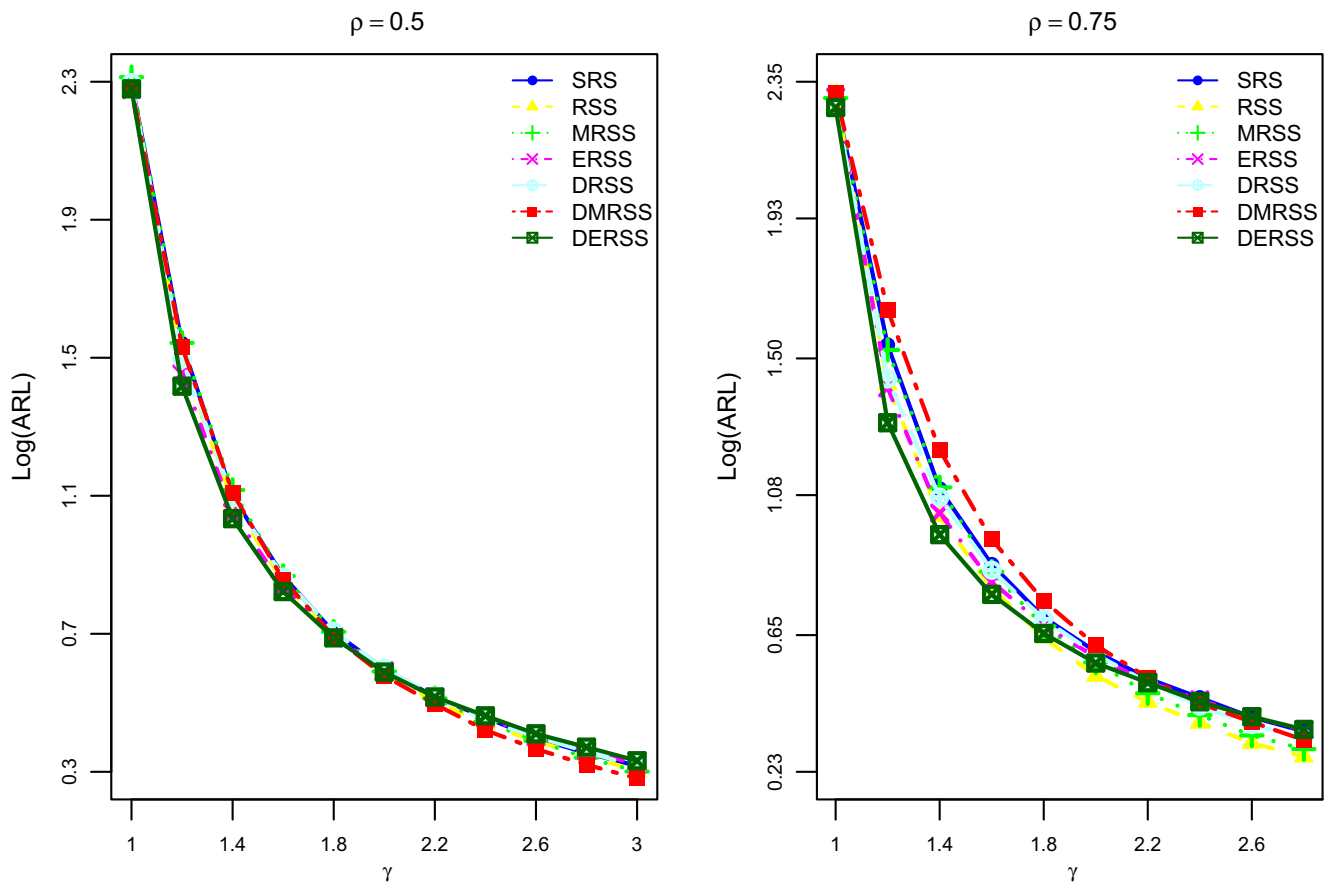 ρ = 0.5
2.3
1.9
1.5
1.1
0.7
0.3
Log(ARL)
1
1.4
1.8
2.2
2.6
3
γ
SRS
RSS
MRSS
ERSS
DRSS
DMRSS
DERSS
ρ = 0.75
2.35
1.93
1.50
1.08
0.65
0.23
Log(ARL)
1
1.4
1.8
2.2
2.6
γ
SRS
RSS
MRSS
ERSS
DRSS
DMRSS
DERSS